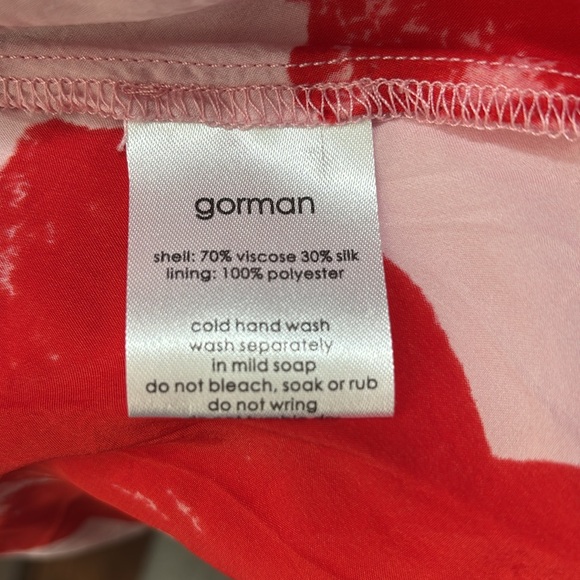 gorman
shell: 70% viscose 30% silk
lining: 100% polyester
cold hand wash
wash separately
in mild soap
do not bleach, soak or rub
do not wring